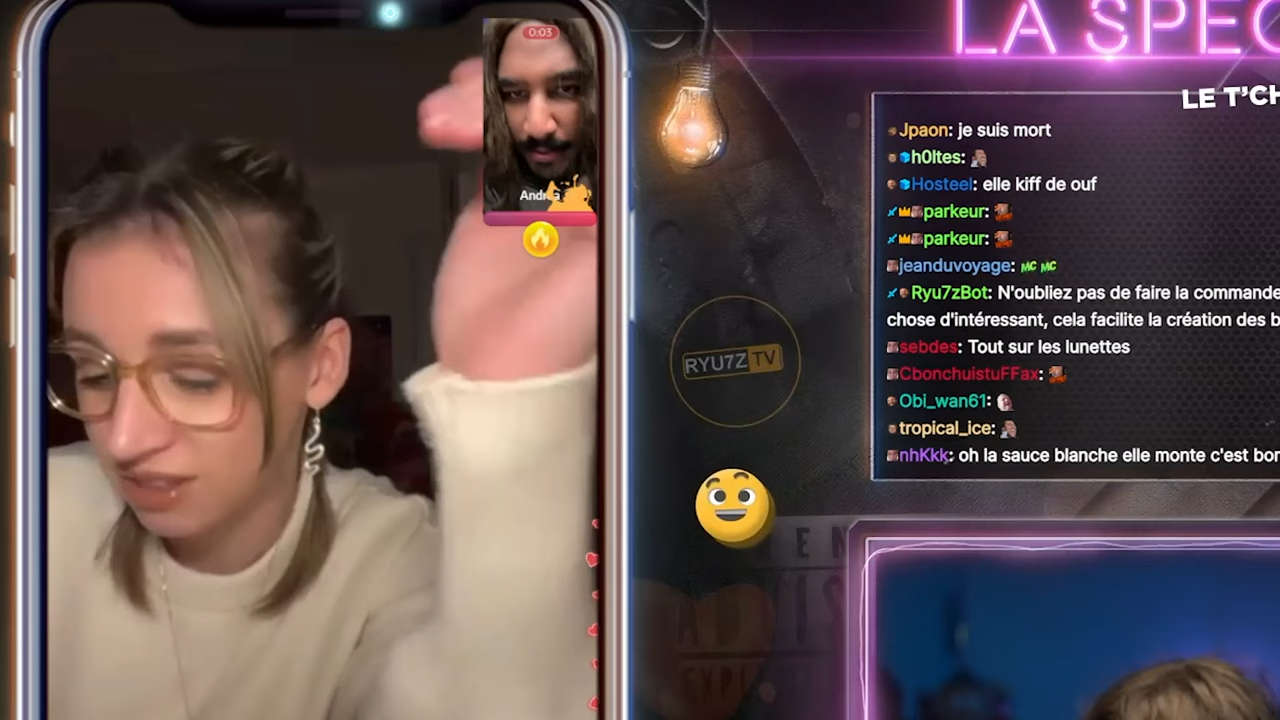 0:03
LA SPEC
LE T'CH
Jpaon: je suis mort
h0ltes:
Hosteel: elle kiff de ouf
parkeur:
parkeur:
jeanduvoyage: MC MC
Ryu7zBot: N'oubliez pas de faire la commande
chose d'intéressant, cela facilite la création des b
sebdes: Tout sur les lunettes
CbonchuistuFFax:
Obi_wan61:
tropical_ice:
nhKkk: oh la sauce blanche elle monte c'est bon
RYU7Z TV